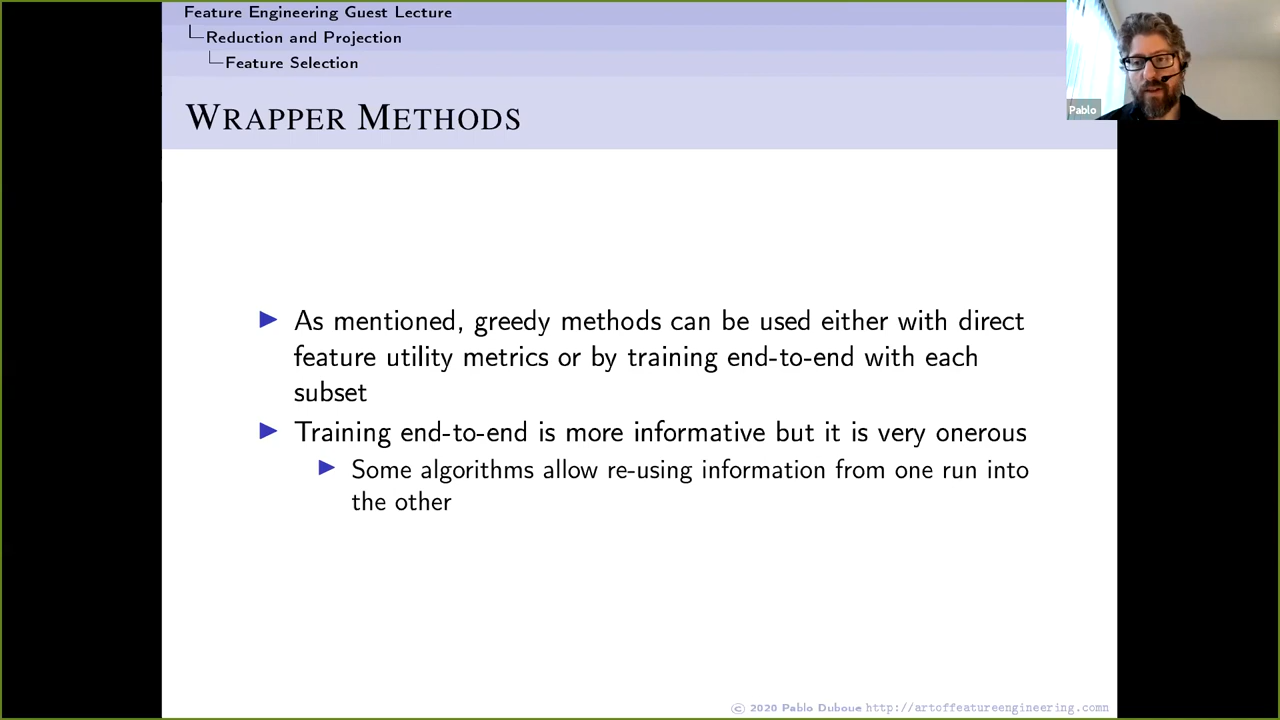 Feature Engineering Guest Lecture
Reduction and Projection
Feature Selection
WRAPPER METHODS
Pablo
▶ As mentioned, greedy methods can be used either with direct
feature utility metrics or by training end-to-end with each
subset
▶ Training end-to-end is more informative but it is very onerous
▶ Some algorithms allow re-using information from one run into
the other
© 2020 Pablo Duboue http://artoffeatureengineering.comn